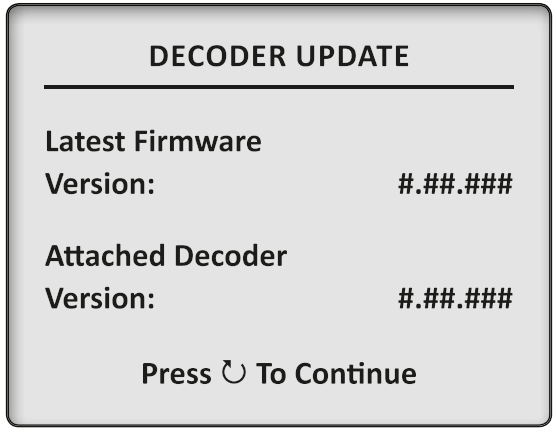 DECODER UPDATE
Latest Firmware
Version: #.##.###
Attached Decoder
Version: #.##.###
Press ↻ To Continue